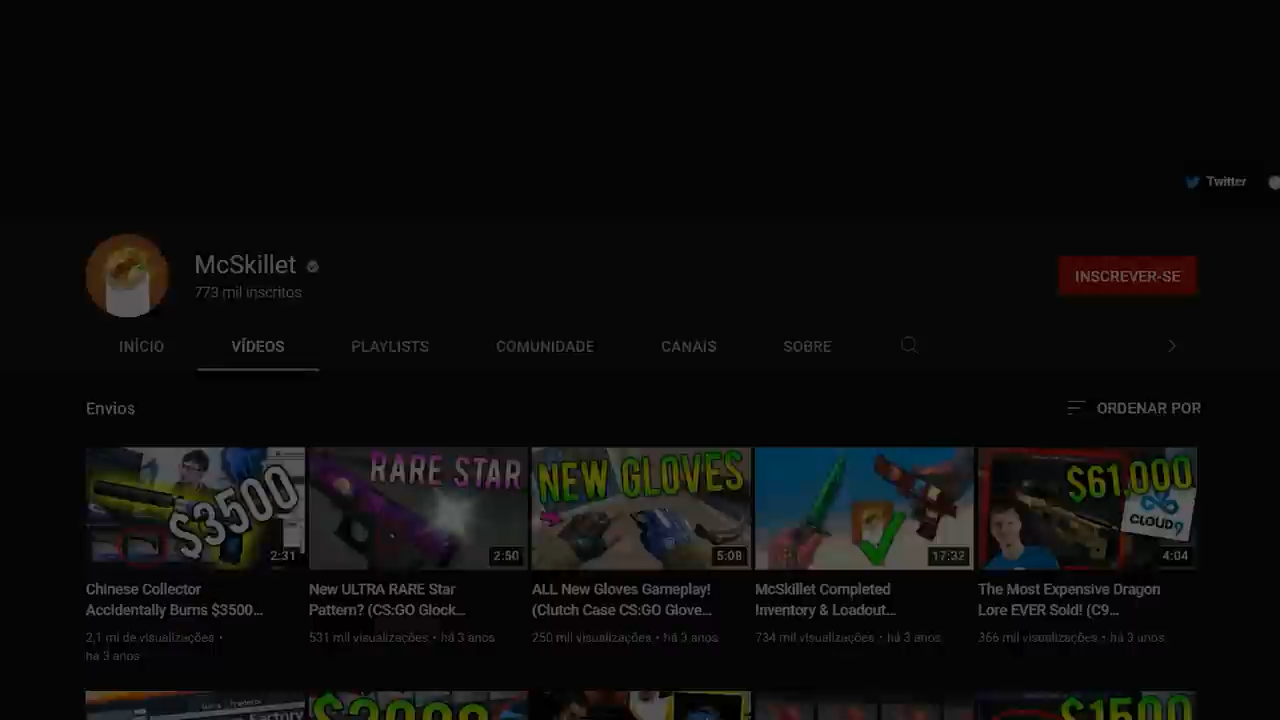 Twitter
McSkillet
773 mil inscritos
INSCREVER-SE
INÍCIO
VÍDEOS
PLAYLISTS
COMUNIDADE
CANAIS
SOBRE
Envios
ORDENAR POR
$3500
2:31
RARE STAR
2:50
NEW GLOVES
5:08
17:32
$61.000
CLOUD9
4:04
Chinese Collector
Accidentally Burns $3500...
2,1 mi de visualizações •
há 3 anos
New ULTRA RARE Star
Pattern? (CS:GO Glock...
531 mil visualizações • há 3 anos
ALL New Gloves Gameplay!
(Clutch Case CS:GO Glove...
250 mil visualizações • há 3 anos
McSkillet Completed
Inventory & Loadout...
734 mil visualizações • há 3 anos
The Most Expensive Dragon
Lore EVER Sold! (C9...
366 mil visualizações • há 3 anos
Factory
$1500